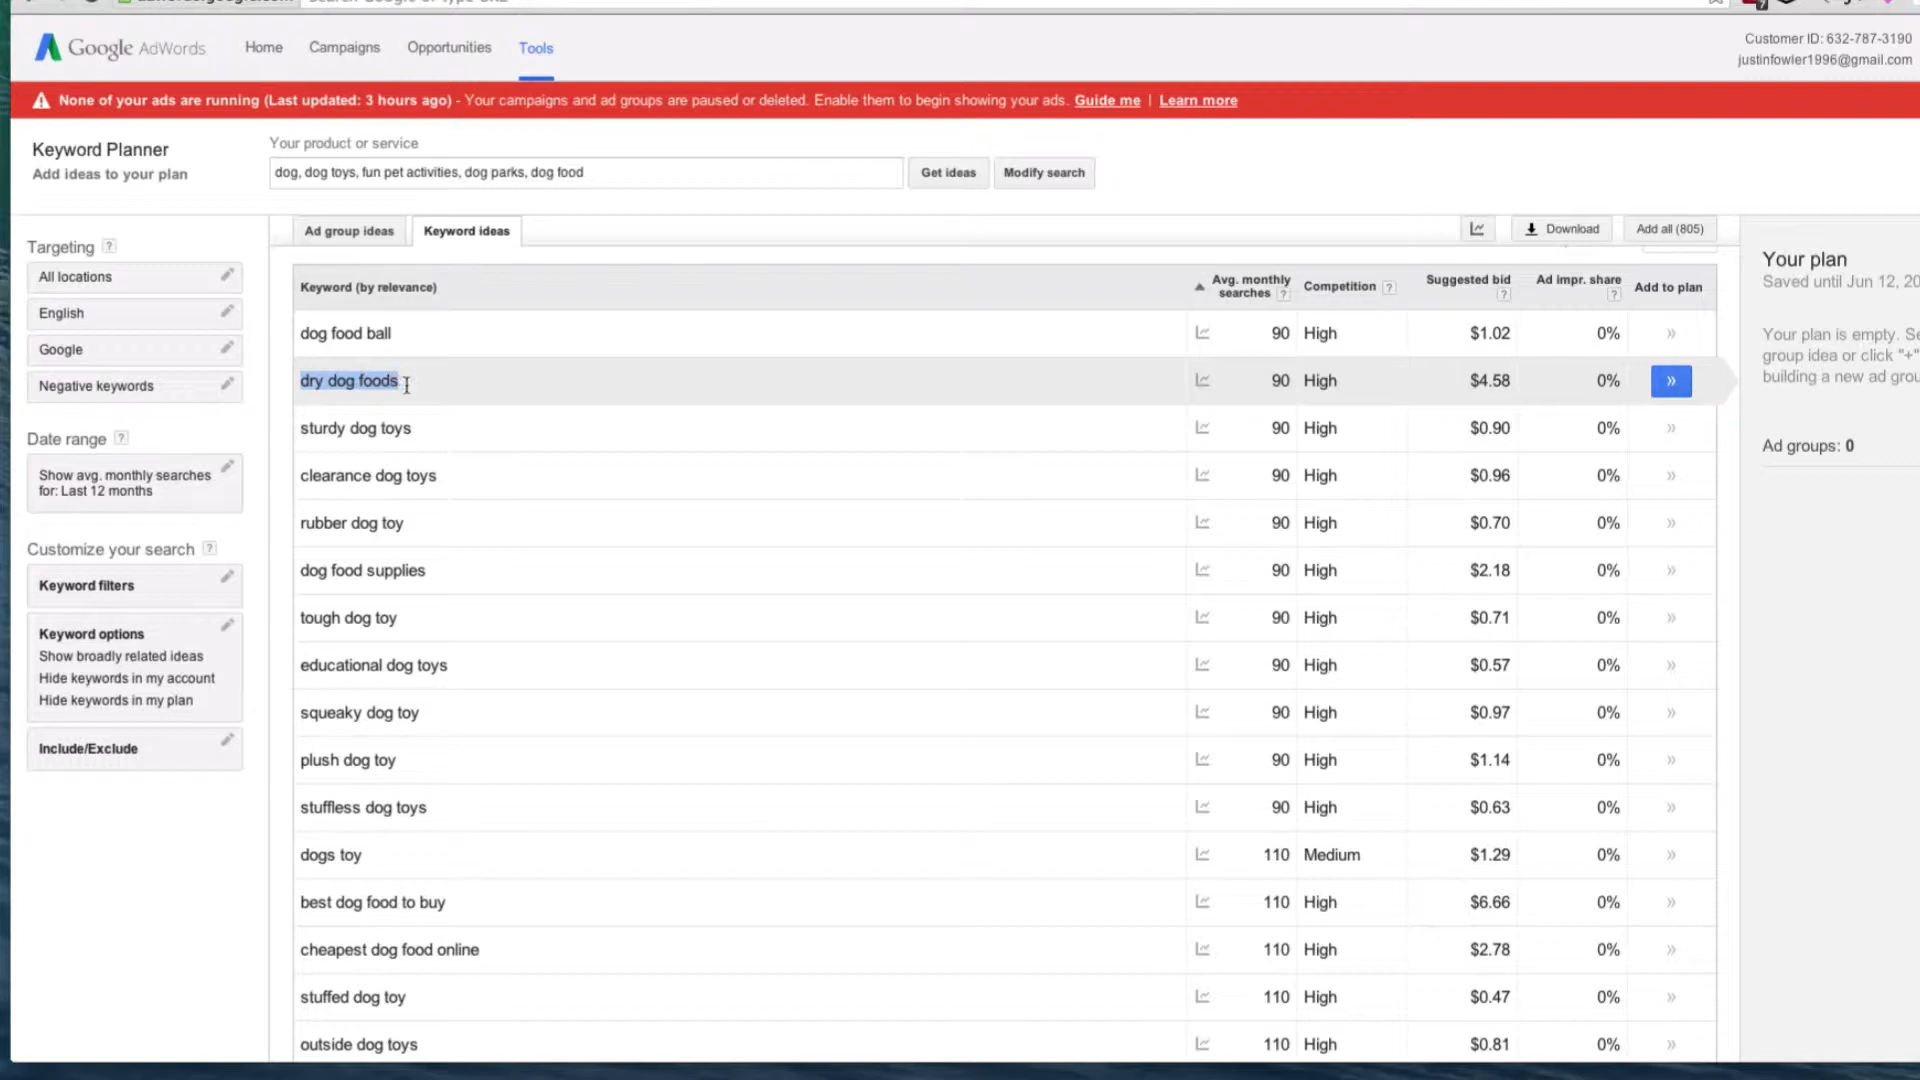 Google AdWords Home Campaigns Opportunities Tools
Customer ID: 632-787-3190
justinfowler1996@gmail.com
None of your ads are running (Last updated: 3 hours ago) - Your campaigns and ad groups are paused or deleted. Enable them to begin showing your ads. Guide me | Learn more
Keyword Planner
Add ideas to your plan
Your product or service
dog, dog toys, fun pet activities, dog parks, dog food
Get ideas Modify search
Targeting ?
All locations
English
Google
Negative keywords
Date range ?
Show avg. monthly searches
for: Last 12 months
Customize your search ?
Keyword filters
Keyword options
Show broadly related ideas
Hide keywords in my account
Hide keywords in my plan
Include/Exclude
Ad group ideas Keyword ideas Download Add all (805)
Keyword (by relevance) Avg. monthly searches ? Competition ? Suggested bid ? Ad impr. share ? Add to plan
dog food ball 90 High $1.02 0% »
dry dog foods 90 High $4.58 0% »
sturdy dog toys 90 High $0.90 0% »
clearance dog toys 90 High $0.96 0% »
rubber dog toy 90 High $0.70 0% »
dog food supplies 90 High $2.18 0% »
tough dog toy 90 High $0.71 0% »
educational dog toys 90 High $0.57 0% »
squeaky dog toy 90 High $0.97 0% »
plush dog toy 90 High $1.14 0% »
stuffless dog toys 90 High $0.63 0% »
dogs toy 110 Medium $1.29 0% »
best dog food to buy 110 High $6.66 0% »
cheapest dog food online 110 High $2.78 0% »
stuffed dog toy 110 High $0.47 0% »
outside dog toys 110 High $0.81 0% »
Your plan
Saved until Jun 12, 20
Your plan is empty. Se
group idea or click "+"
building a new ad grou
Ad groups: 0